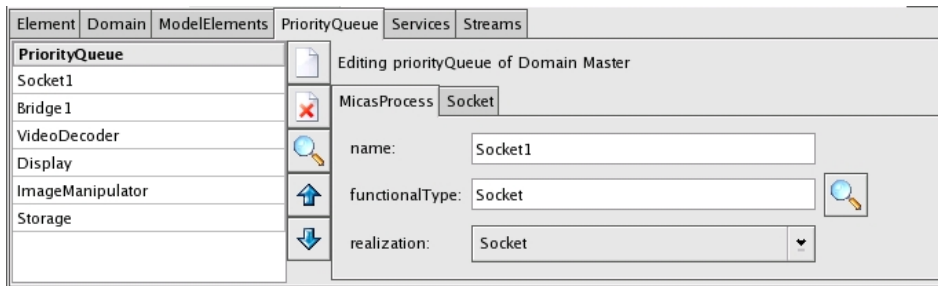 Element Domain ModelElements PriorityQueue Services Streams
PriorityQueue
Socket1
Bridge1
VideoDecoder
Display
ImageManipulator
Storage
Editing priorityQueue of Domain Master
MicasProcess Socket
name: Socket1
functionalType: Socket
realization: Socket